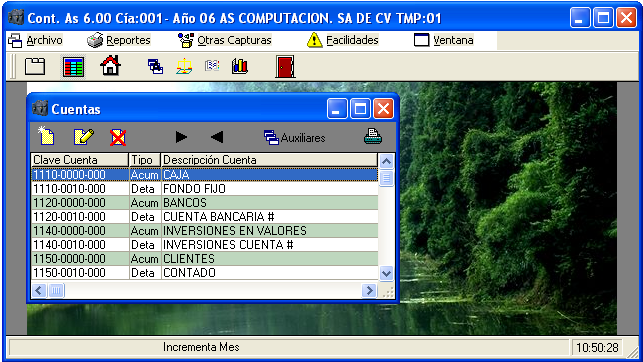 Cont. As 6.00 Cía:001- Año 06 AS COMPUTACION. SA DE CV TMP:01
Archivo Reportes Otras Capturas Facilidades Ventana
Cuentas
Auxiliares
Clave Cuenta Tipo Descripción Cuenta
1110-0000-000 Acum CAJA
1110-0010-000 Deta FONDO FIJO
1120-0000-000 Acum BANCOS
1120-0010-000 Deta CUENTA BANCARIA #
1140-0000-000 Acum INVERSIONES EN VALORES
1140-0010-000 Deta INVERSIONES CUENTA #
1150-0000-000 Acum CLIENTES
1150-0010-000 Deta CONTADO
Incrementa Mes 10:50:28